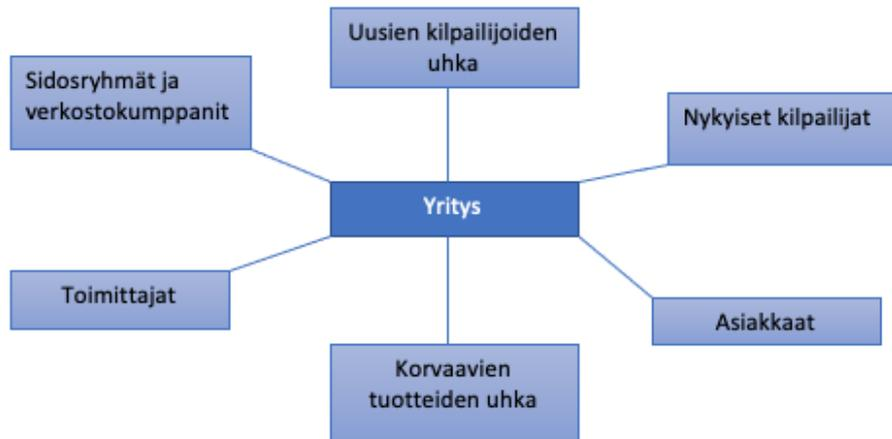 Uusien kilpailijoiden
uhka
Sidosryhmät ja
verkostokumppanit
Nykyiset kilpailijat
Yritys
Toimittajat
Asiakkaat
Korvaavien
tuotteiden uhka